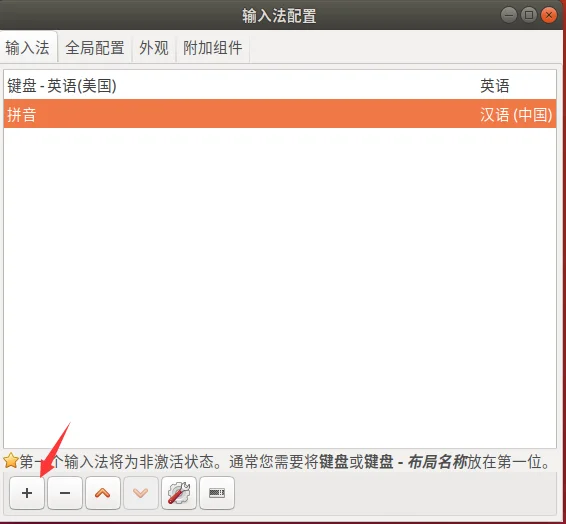 输入法配置
输入法 全局配置 外观 附加组件
键盘 - 英语(美国) 英语
拼音 汉语 (中国)
第一个输入法将为非激活状态。通常您需要将键盘或键盘 - 布局名称放在第一位。